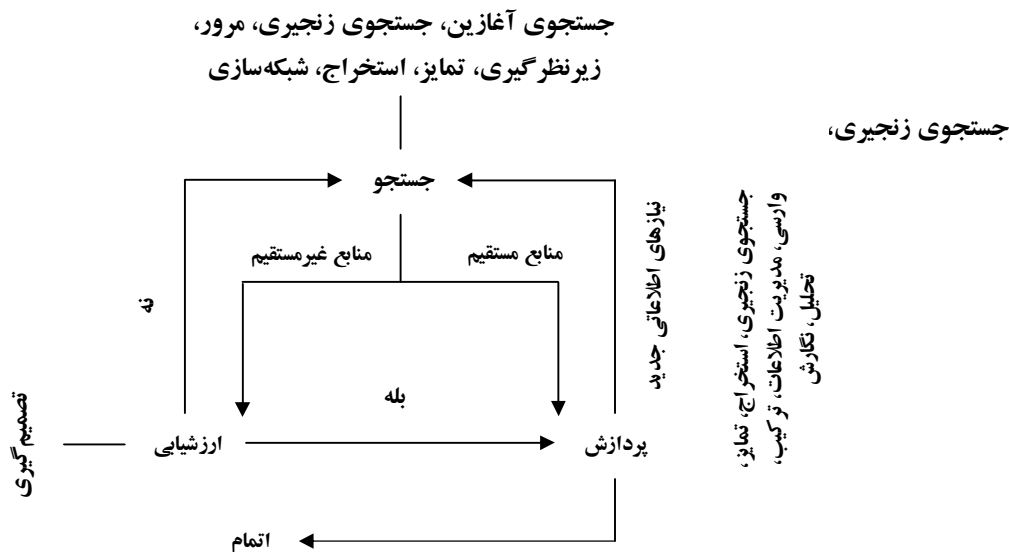 جستجوی آغازین، جستجوی زنجیری، مرور،
زیرنظرگیری، تمایز، استخراج، شبکه‌سازی
جستجوی زنجیری،
جستجو
منابع مستقیم
منابع غیرمستقیم
نیازهای اطلاعاتی جدید
جستجوی زنجیری، استخراج، تمایز،
وارسی، مدیریت اطلاعات، ترکیب،
تحلیل، نگارش
نه
بله
پردازش
ارزشیابی
تصمیم گیری
اتمام